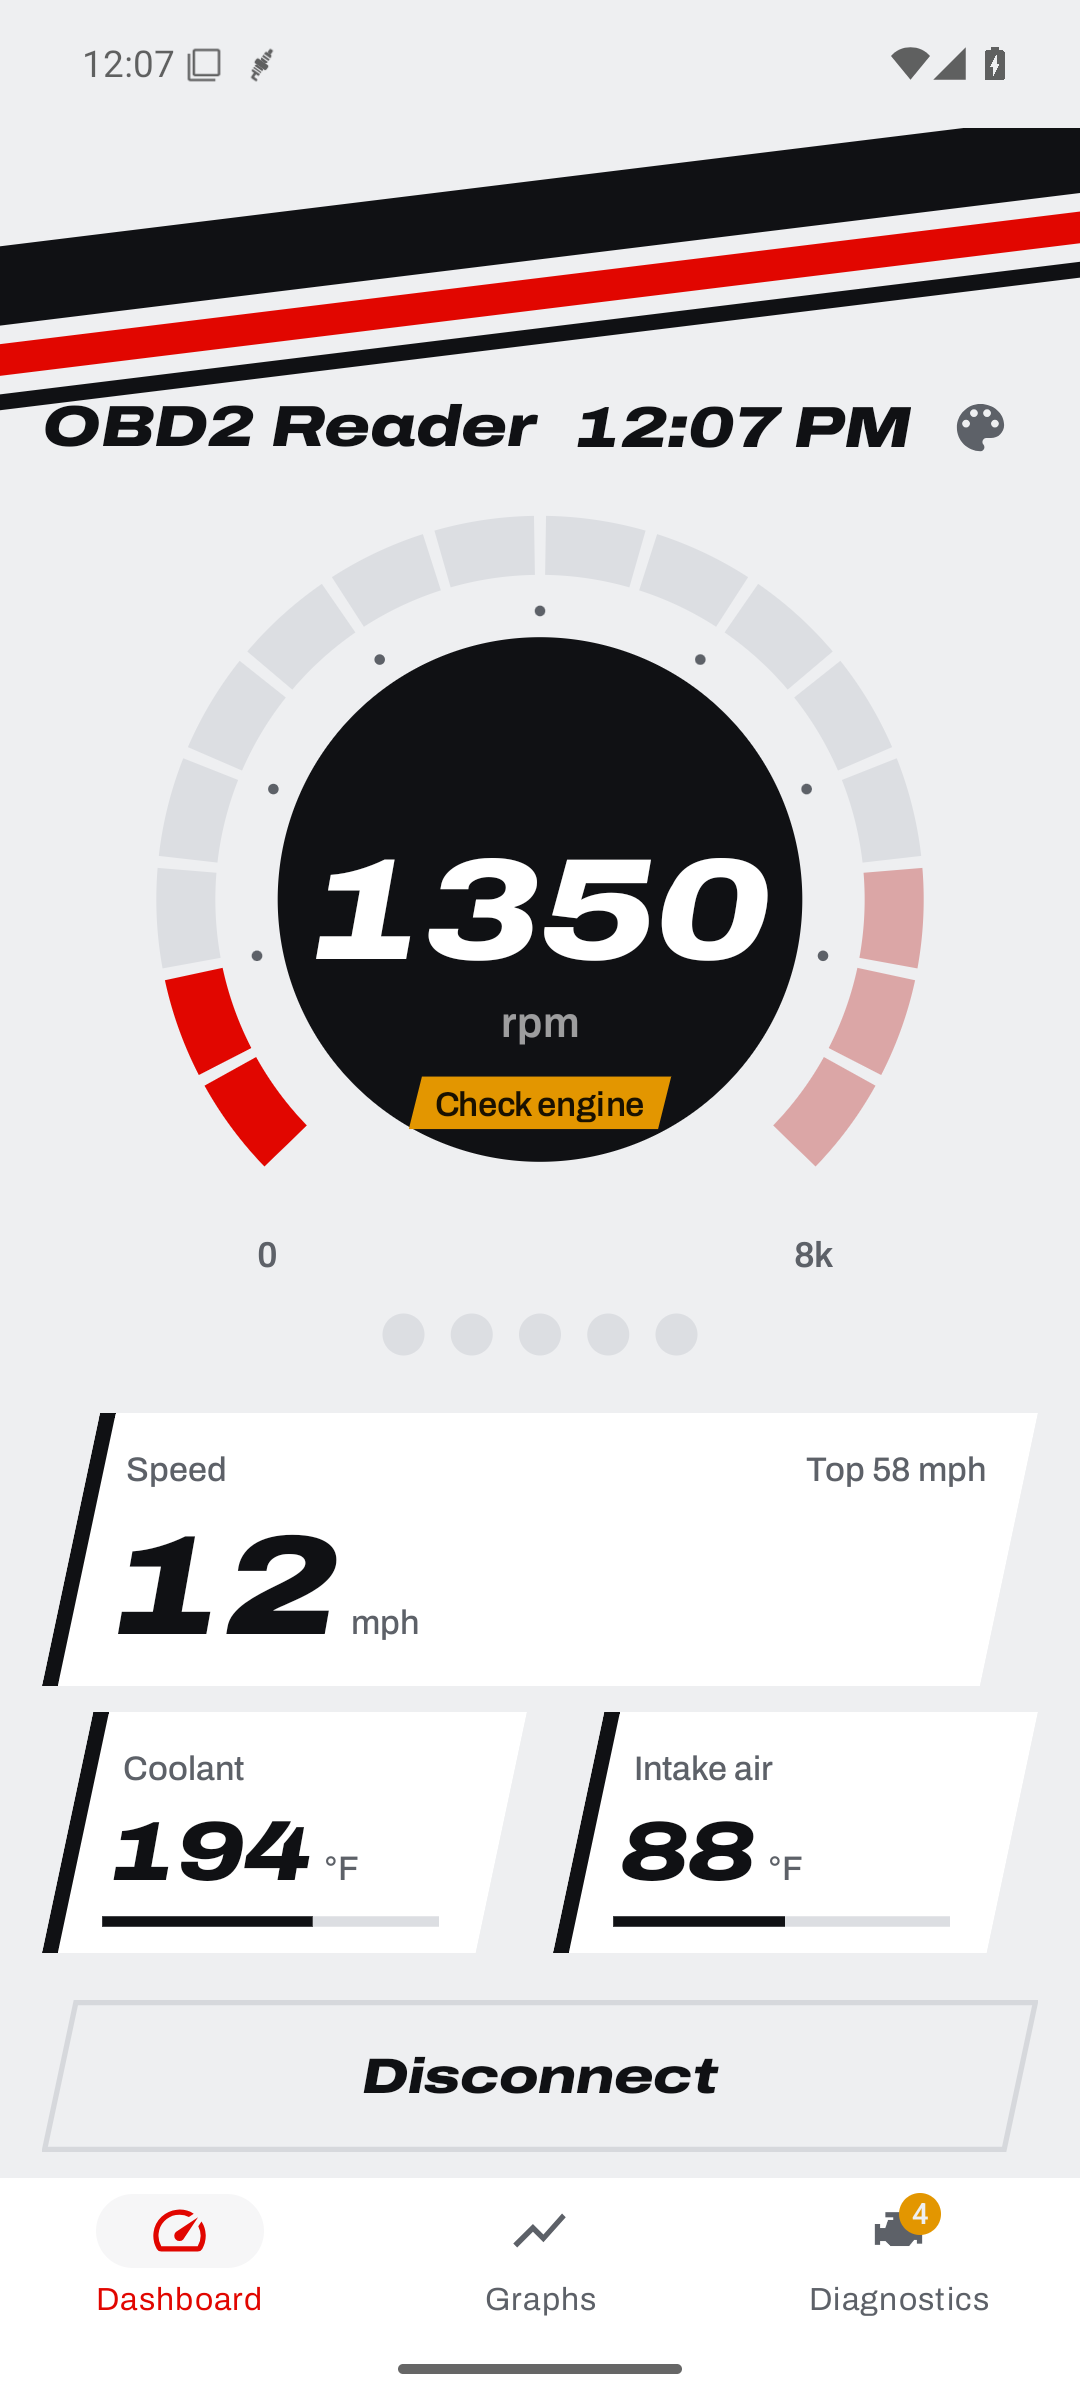 12:07
OBD2 Reader 12:07 PM
1350
rpm
Check engine
0 8k
Speed Top 58 mph
12 mph
Coolant Intake air
194 °F 88 °F
Disconnect
4
Dashboard Graphs Diagnostics